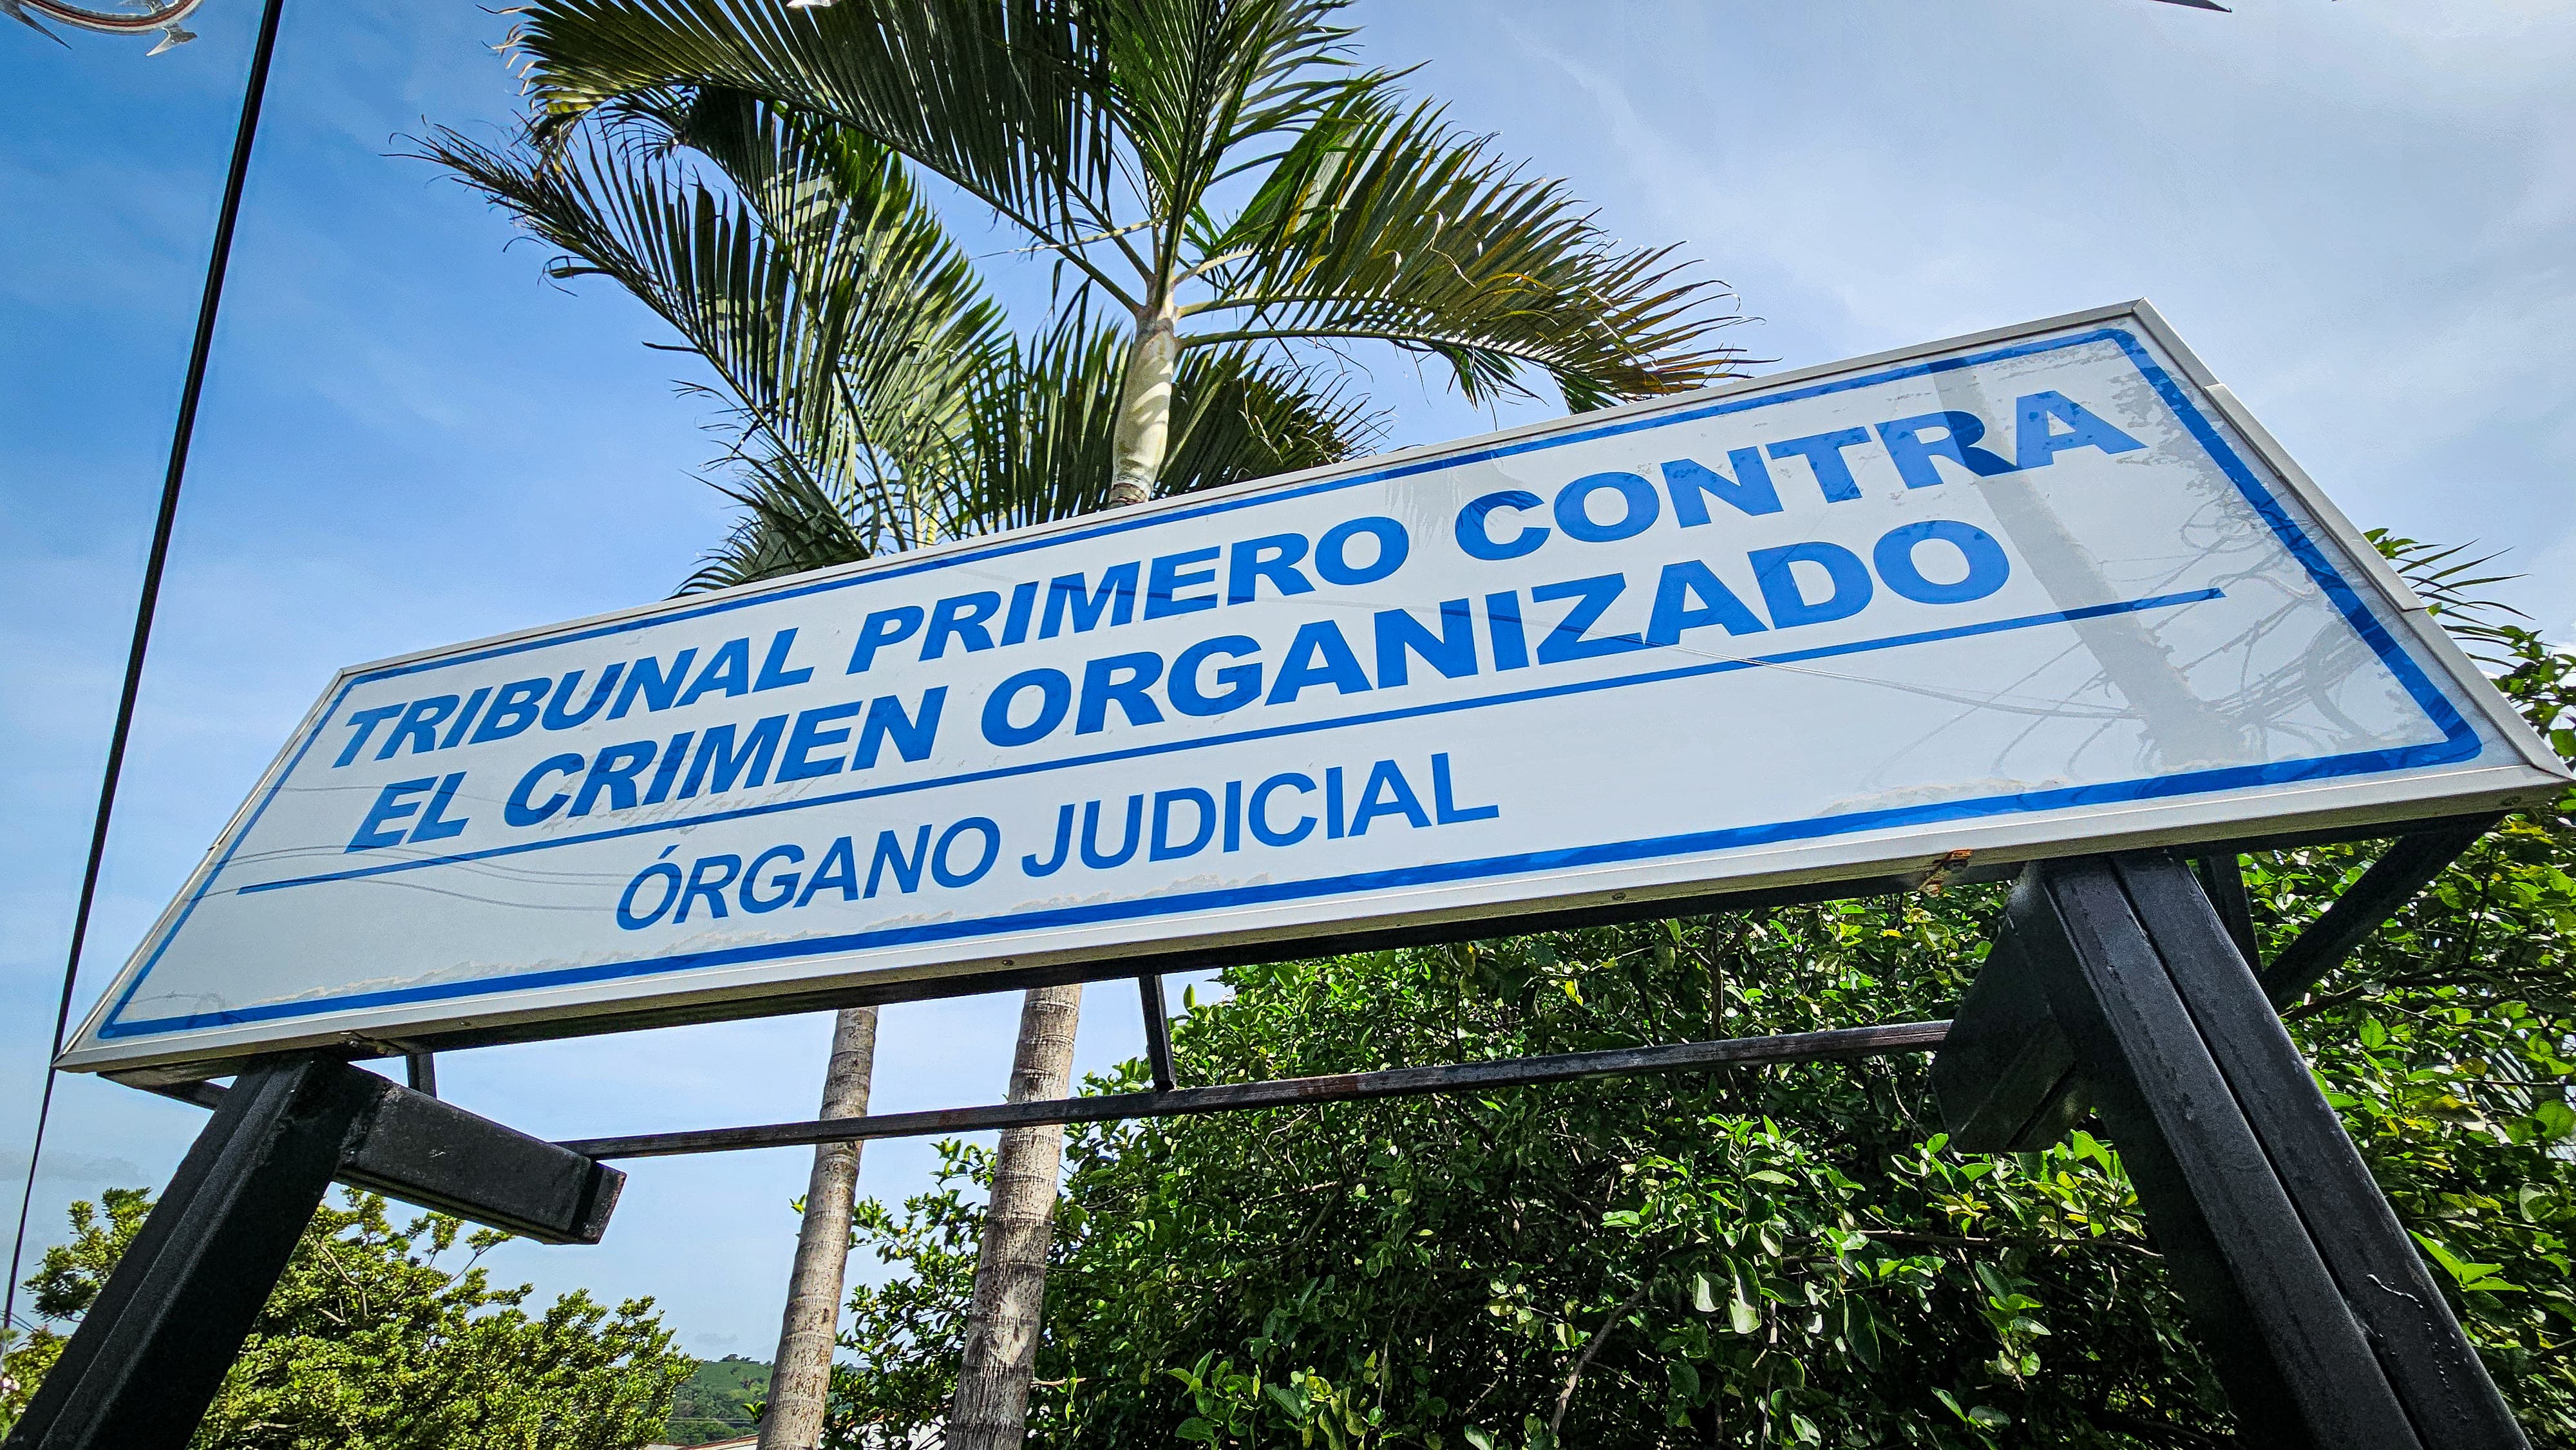 TRIBUNAL PRIMERO CONTRA
EL CRIMEN ORGANIZADO
ÓRGANO JUDICIAL